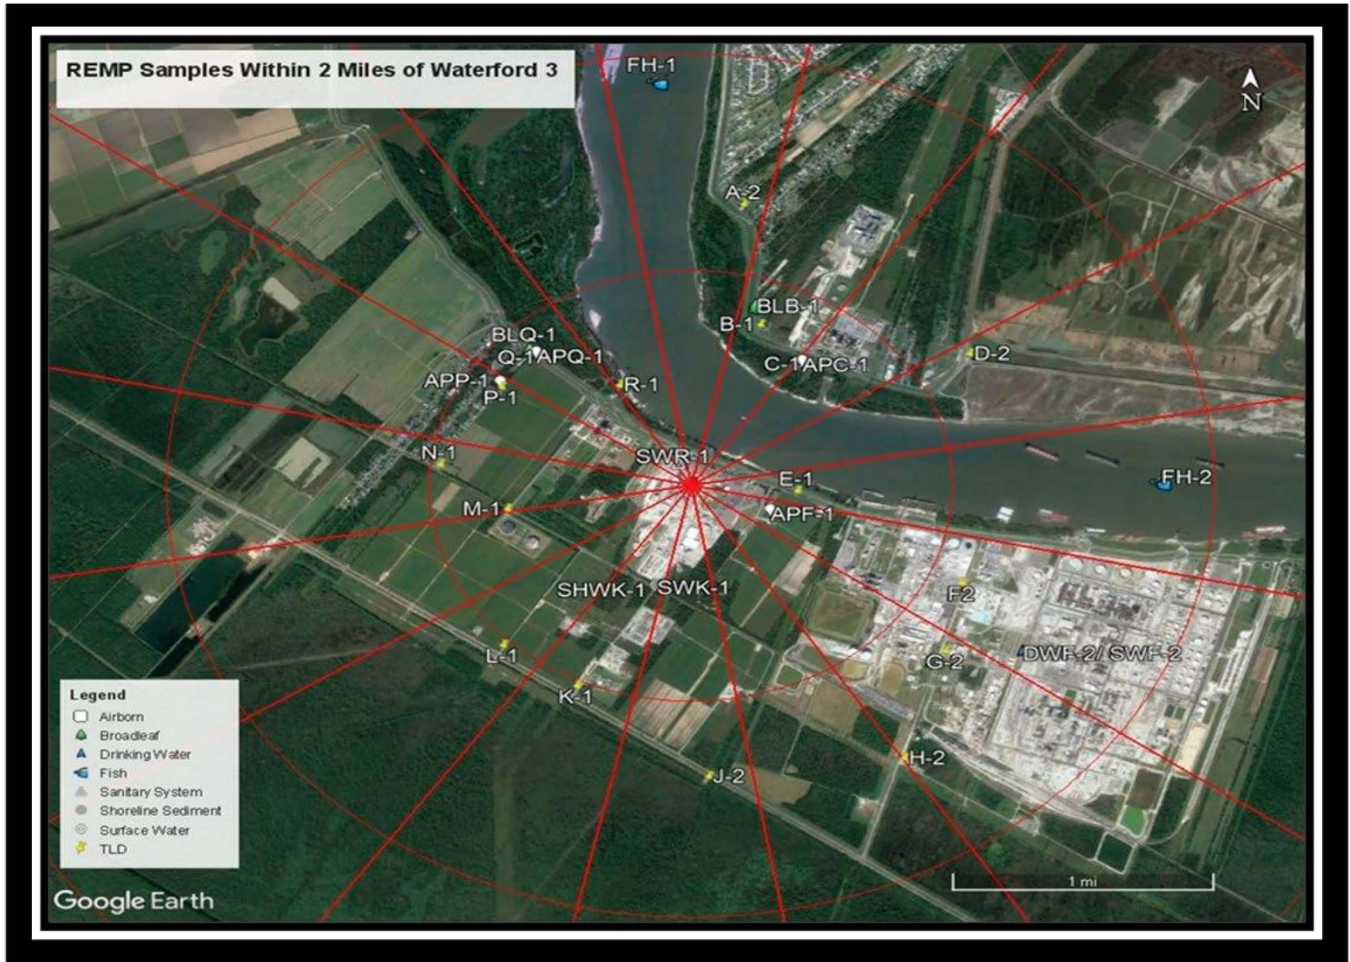 REMP Samples Within 2 Miles of Waterford 3
FH-1
N
A-2
BLB-1
B-1
BLQ-1
Q-1 APQ-1
C-1 APC-1
D-2
APP-1
P-1
R-1
N-1
SWR-1
E-1
FH-2
M-1
APF-1
SHWK-1 SWK-1
F2
L-1
G-2
DWF-2/ SWF-2
K-1
H-2
J-2
Legend
Airborn
Broadleaf
Drinking Water
Fish
Sanitary System
Shoreline Sediment
Surface Water
TLD
1 mi
Google Earth